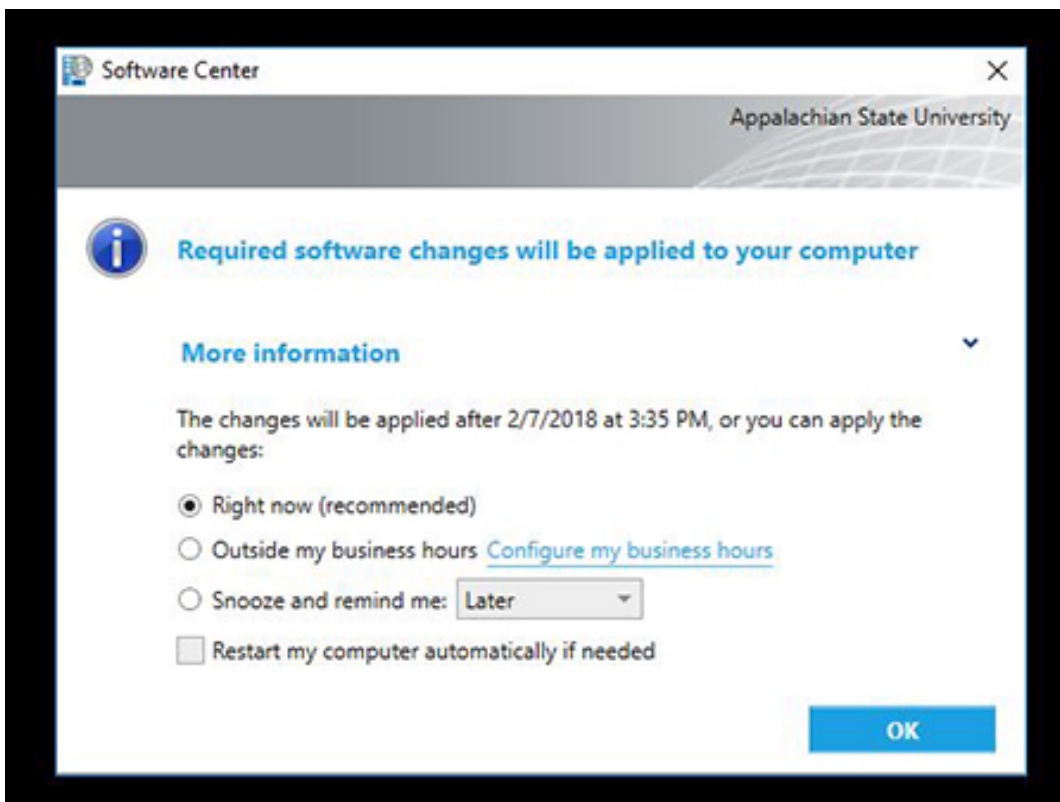 Software Center
Appalachian State University
Required software changes will be applied to your computer
More information
The changes will be applied after 2/7/2018 at 3:35 PM, or you can apply the
changes:
Right now (recommended)
Outside my business hours Configure my business hours
Snooze and remind me: Later
Restart my computer automatically if needed
OK